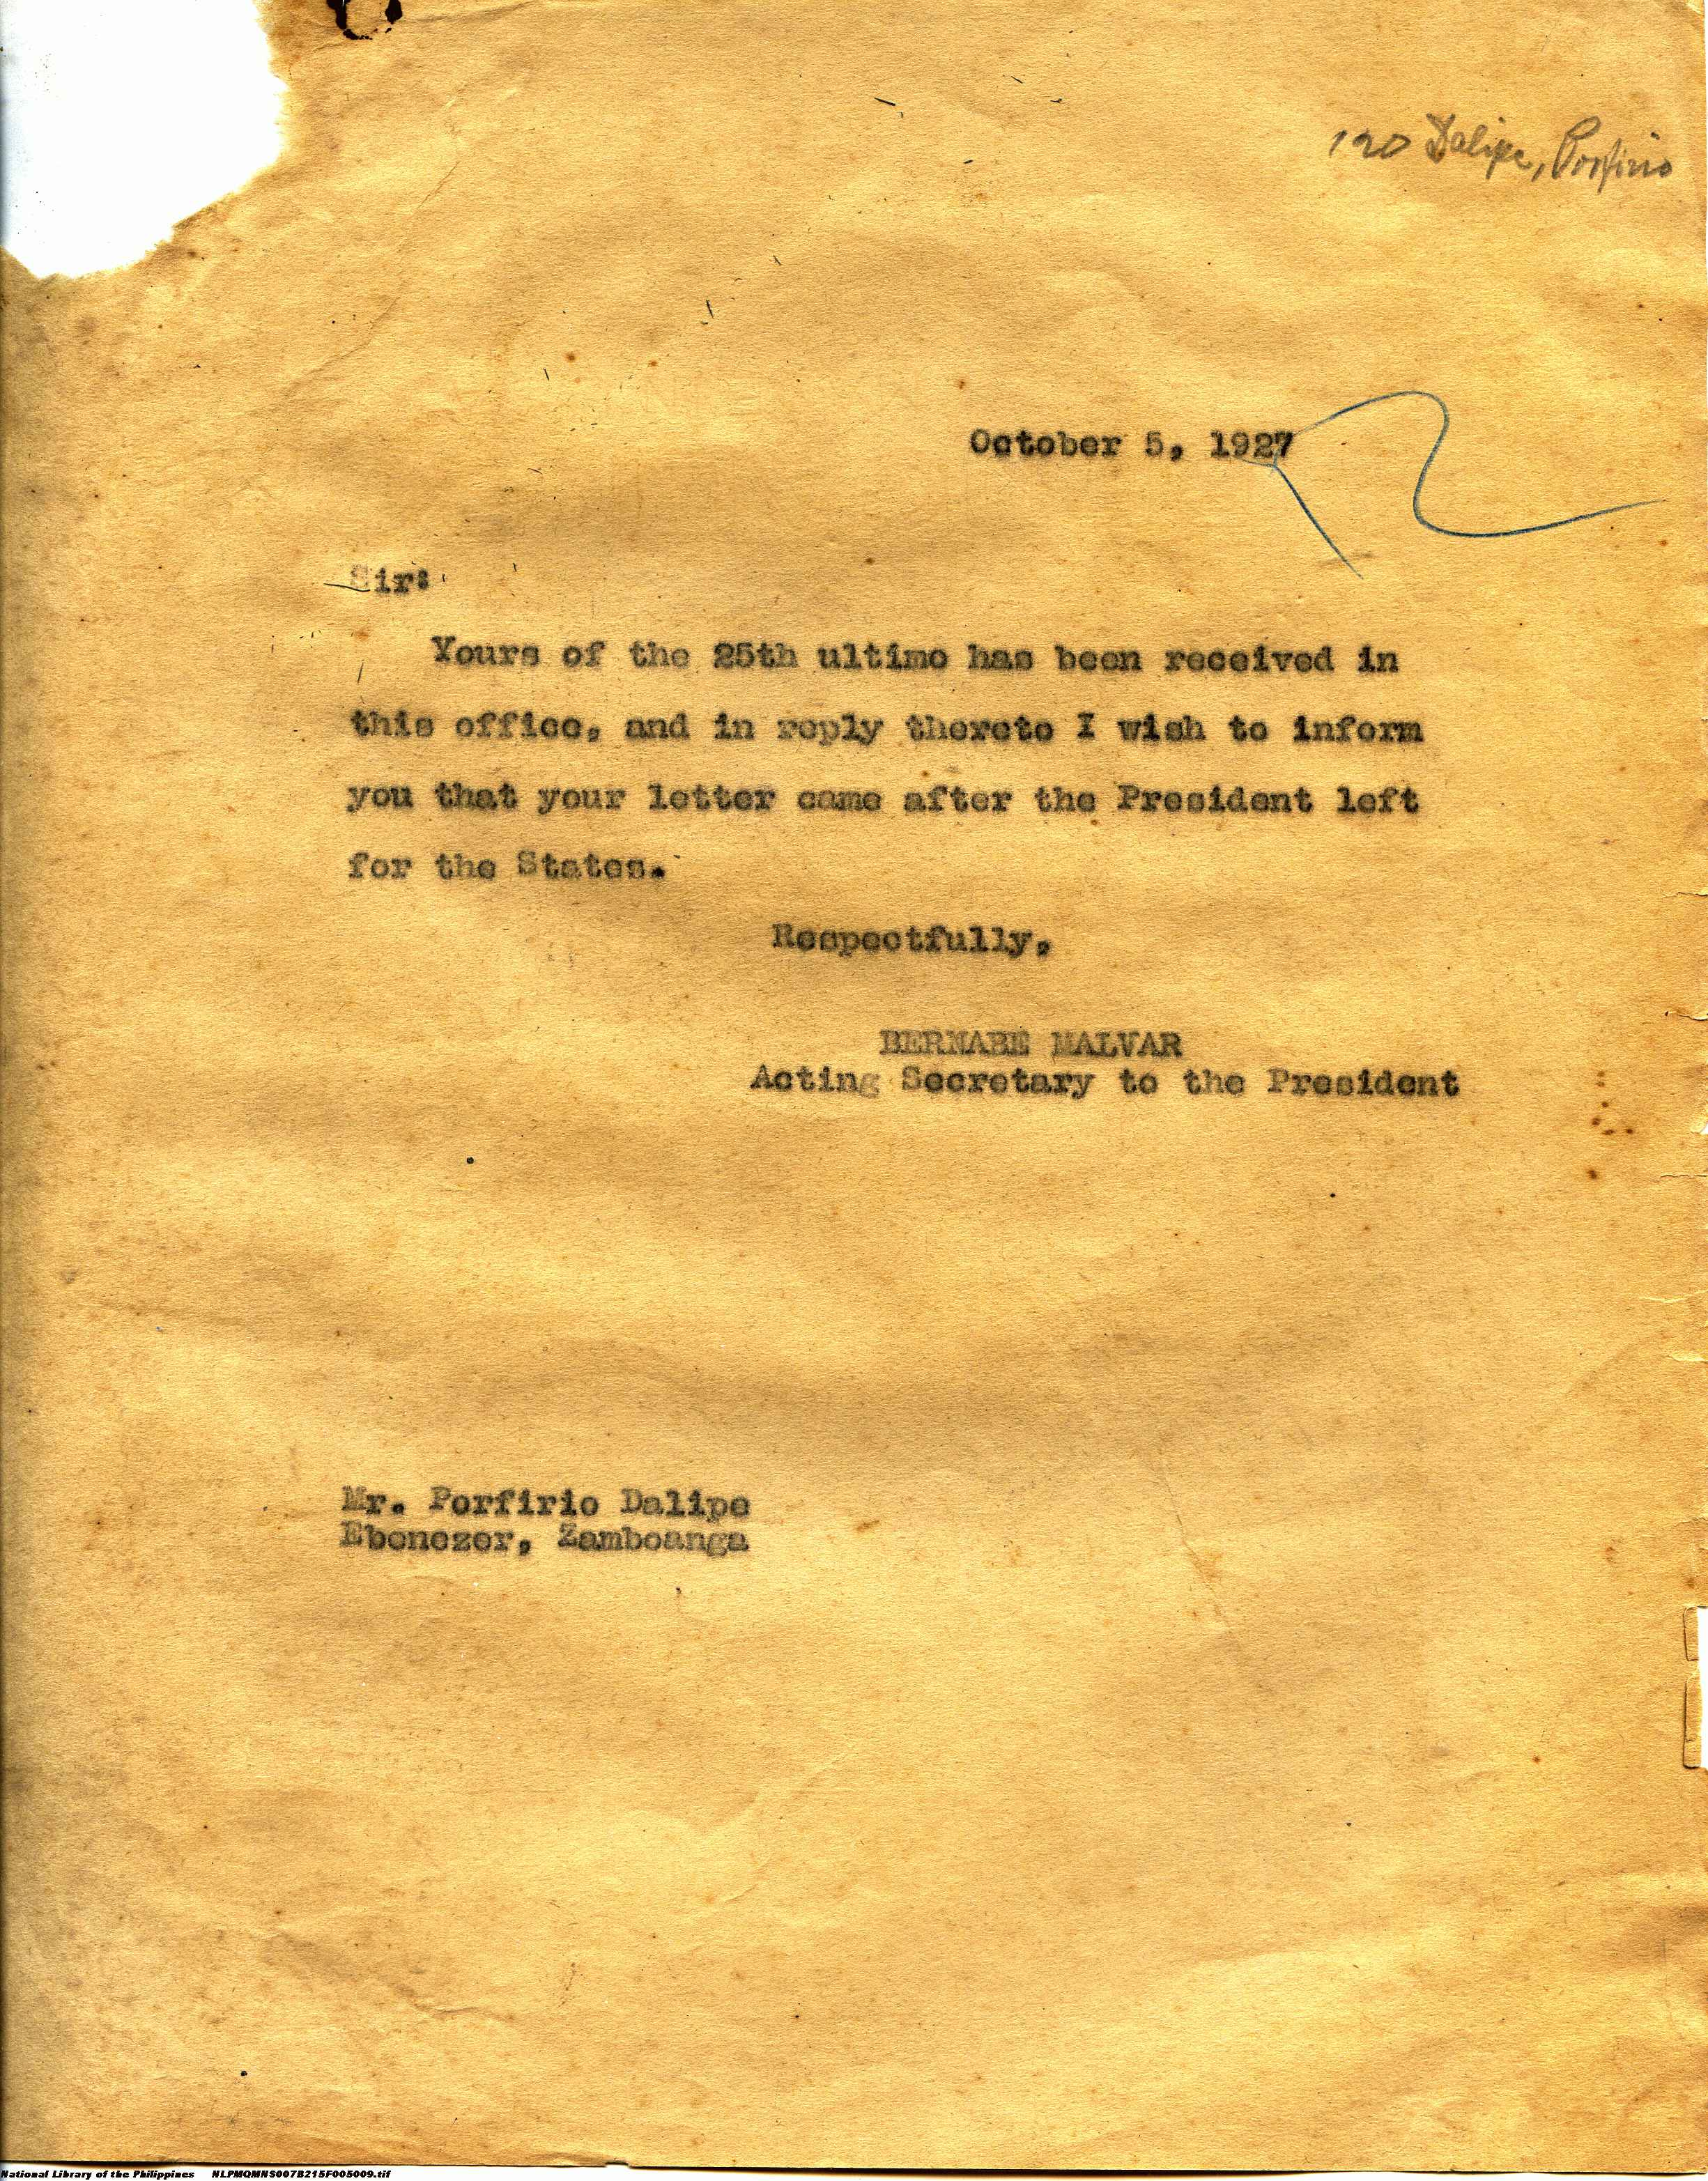 120 Dalipe, Porfirio
October 5, 1927
Sir:
Yours of the 25th ultimo has been received in
this office, and in reply thereto I wish to inform
you that your letter came after the President left
for the States.
Respectfully,
BERNABE MALVAR
Acting Secretary to the President
Mr. Porfirio Dalipe
Ebenezer, Zamboanga
National Library of the Philippines NLPMQMNS007B215F005009.tif